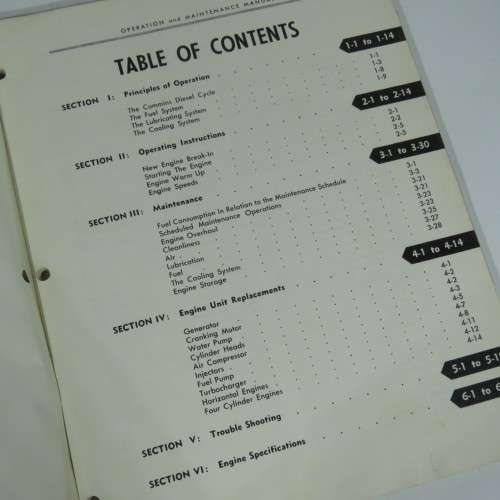 OPERATION and MAINTENANCE MANUAL
TABLE OF CONTENTS
SECTION I: Principles of Operation 1-1 to 1-14
The Cummins Diesel Cycle 1-1
The Fuel System 1-3
The Lubricating System 1-8
The Cooling System 1-9
SECTION II: Operating Instructions 2-1 to 2-14
New Engine Break-In 2-1
Starting The Engine 2-2
Engine Warm Up 2-5
Engine Speeds 2-5
SECTION III: Maintenance 3-1 to 3-30
Fuel Consumption In Relation to the Maintenance Schedule 3-1
Scheduled Maintenance Operations 3-3
Engine Overhaul 3-21
Cleanliness 3-21
Air 3-23
Lubrication 3-23
Fuel 3-25
The Cooling System 3-27
Engine Storage 3-28
SECTION IV: Engine Unit Replacements 4-1 to 4-14
Generator 4-1
Cranking Motor 4-2
Water Pump 4-2
Cylinder Heads 4-3
Air Compressor 4-5
Injectors 4-7
Fuel Pump 4-8
Turbocharger 4-11
Horizontal Engines 4-12
Four Cylinder Engines 4-14
SECTION V: Trouble Shooting 5-1 to
SECTION VI: Engine Specifications 6-1 to